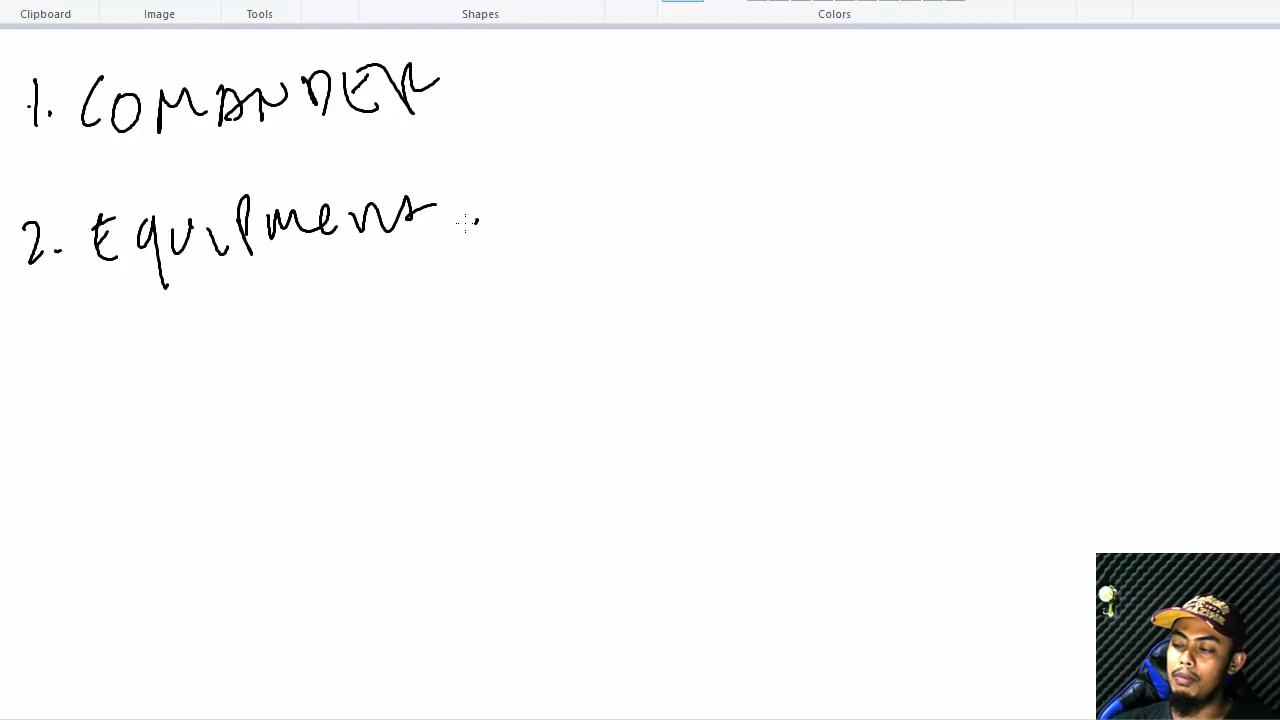 Clipboard Image Tools Shapes Colors
1. COMANDER
2. EquipmenT .